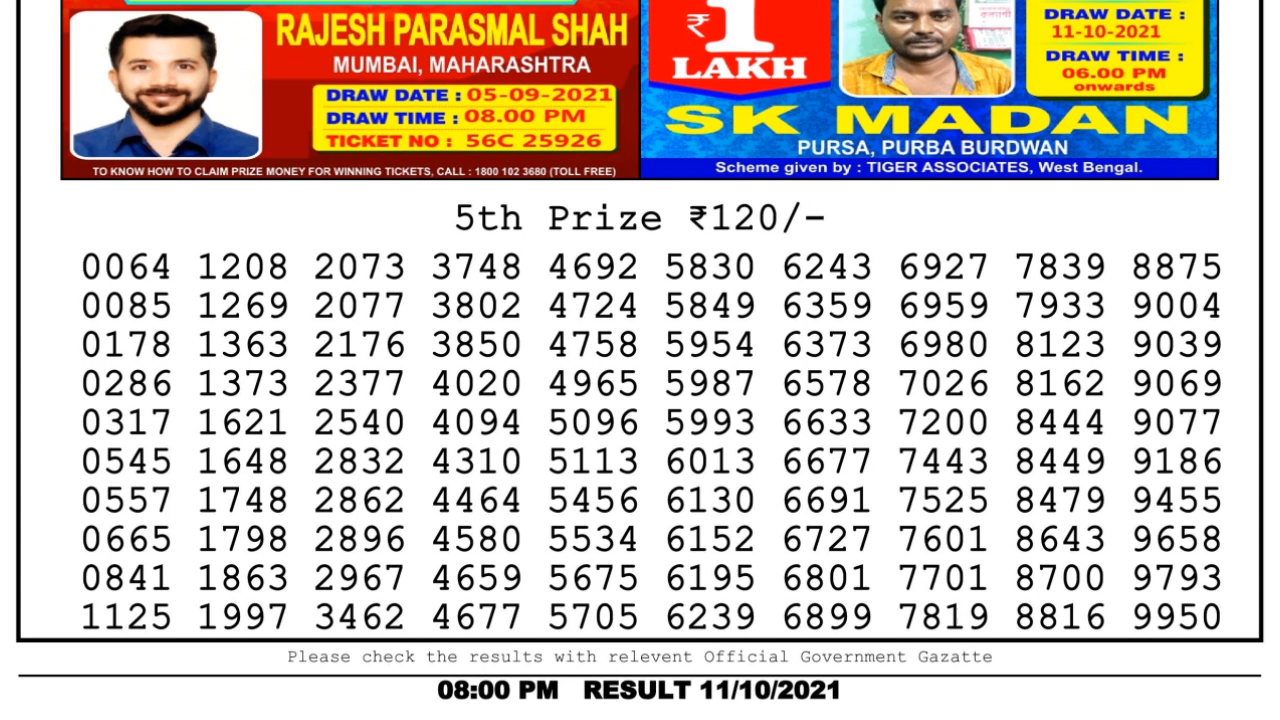 RAJESH PARASMAL SHAH
MUMBAI, MAHARASHTRA
DRAW DATE : 05-09-2021
DRAW TIME : 08.00 PM
TICKET NO : 56C 25926
TO KNOW HOW TO CLAIM PRIZE MONEY FOR WINNING TICKETS, CALL : 1800 102 3680 (TOLL FREE)
₹1
LAKH
DRAW DATE :
11-10-2021
DRAW TIME :
06.00 PM
onwards
SK MADAN
PURSA, PURBA BURDWAN
Scheme given by : TIGER ASSOCIATES, West Bengal.
5th Prize ₹120/-
0064 1208 2073 3748 4692 5830 6243 6927 7839 8875
0085 1269 2077 3802 4724 5849 6359 6959 7933 9004
0178 1363 2176 3850 4758 5954 6373 6980 8123 9039
0286 1373 2377 4020 4965 5987 6578 7026 8162 9069
0317 1621 2540 4094 5096 5993 6633 7200 8444 9077
0545 1648 2832 4310 5113 6013 6677 7443 8449 9186
0557 1748 2862 4464 5456 6130 6691 7525 8479 9455
0665 1798 2896 4580 5534 6152 6727 7601 8643 9658
0841 1863 2967 4659 5675 6195 6801 7701 8700 9793
1125 1997 3462 4677 5705 6239 6899 7819 8816 9950
Please check the results with relevent Official Government Gazatte
08:00 PM RESULT 11/10/2021